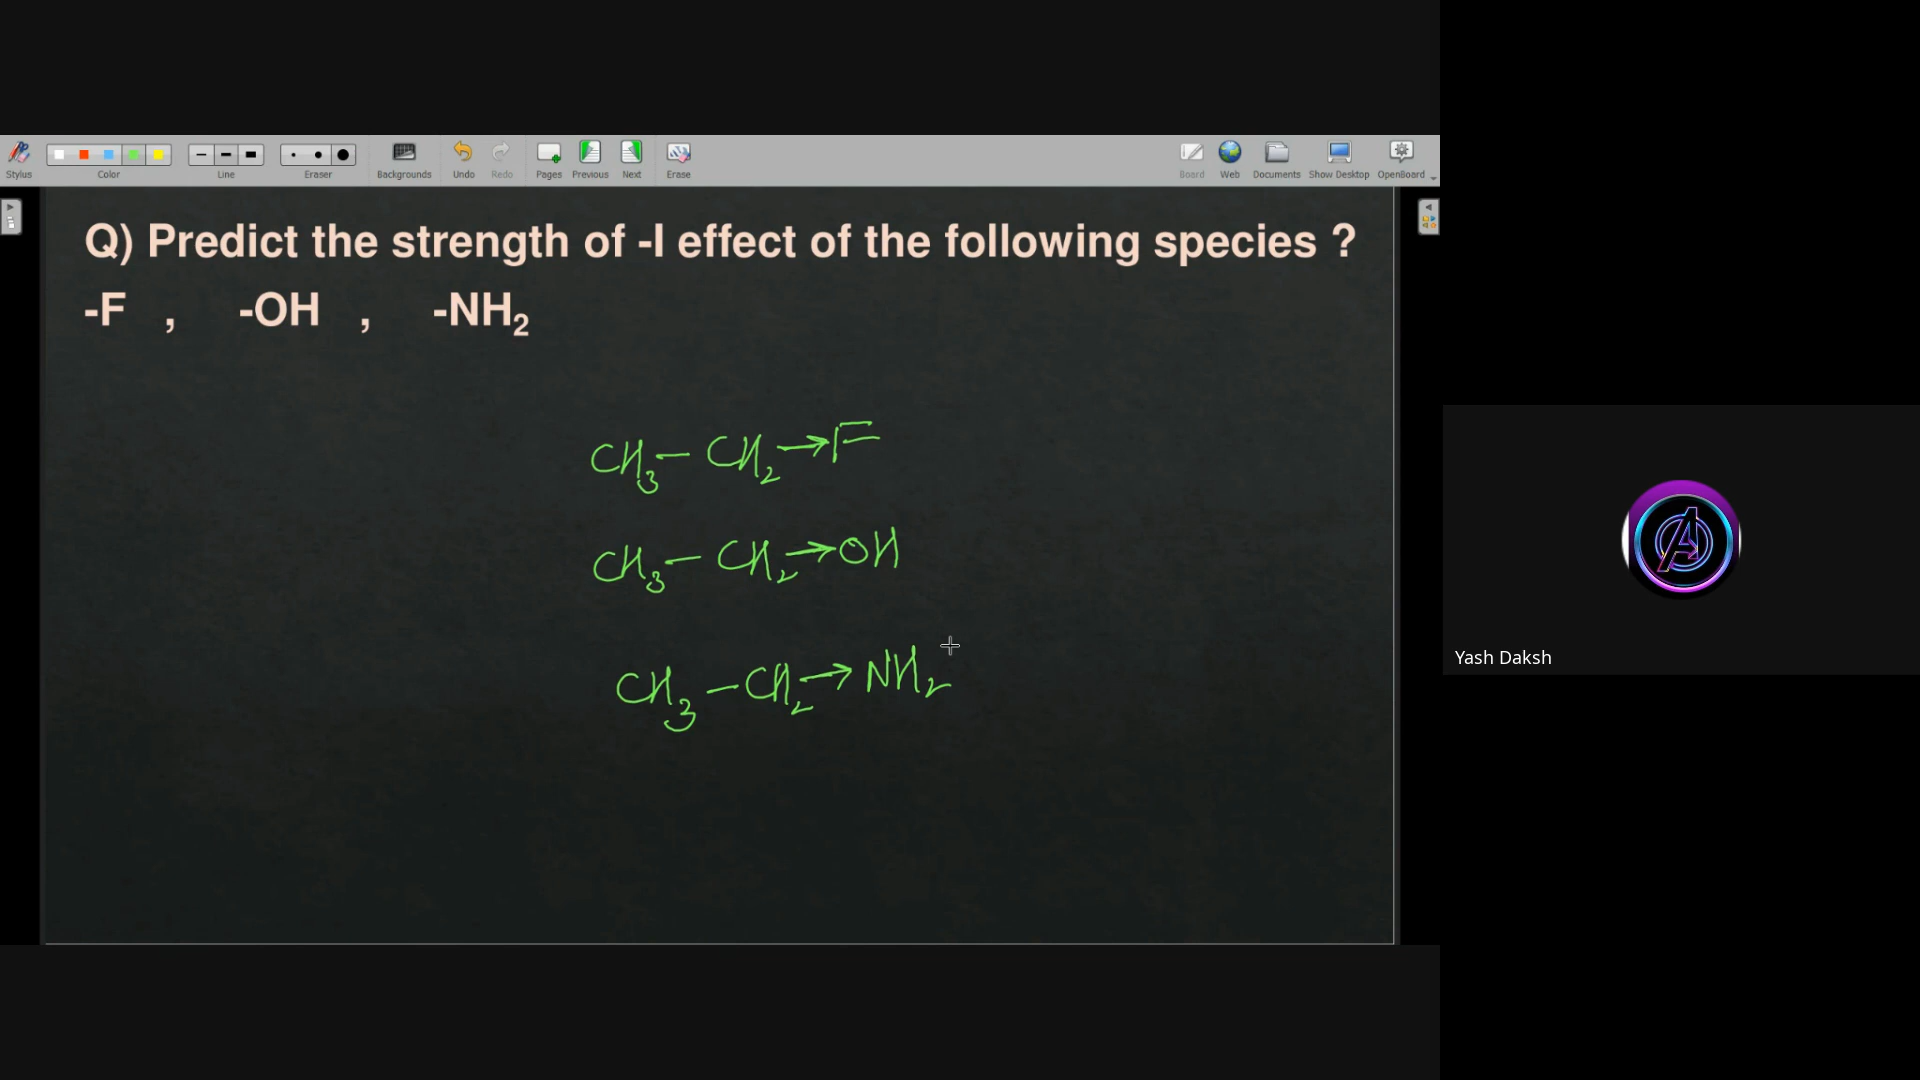 Stylus Color Line Eraser Backgrounds Undo Redo Pages Previous Next Erase Board Web Documents Show Desktop OpenBoard
Q) Predict the strength of -I effect of the following species ?
-F , -OH , -NH₂
CH₃ — CH₂ → F
CH₃ — CH₂ → OH
CH₃ — CH₂ → NH₂
Yash Daksh